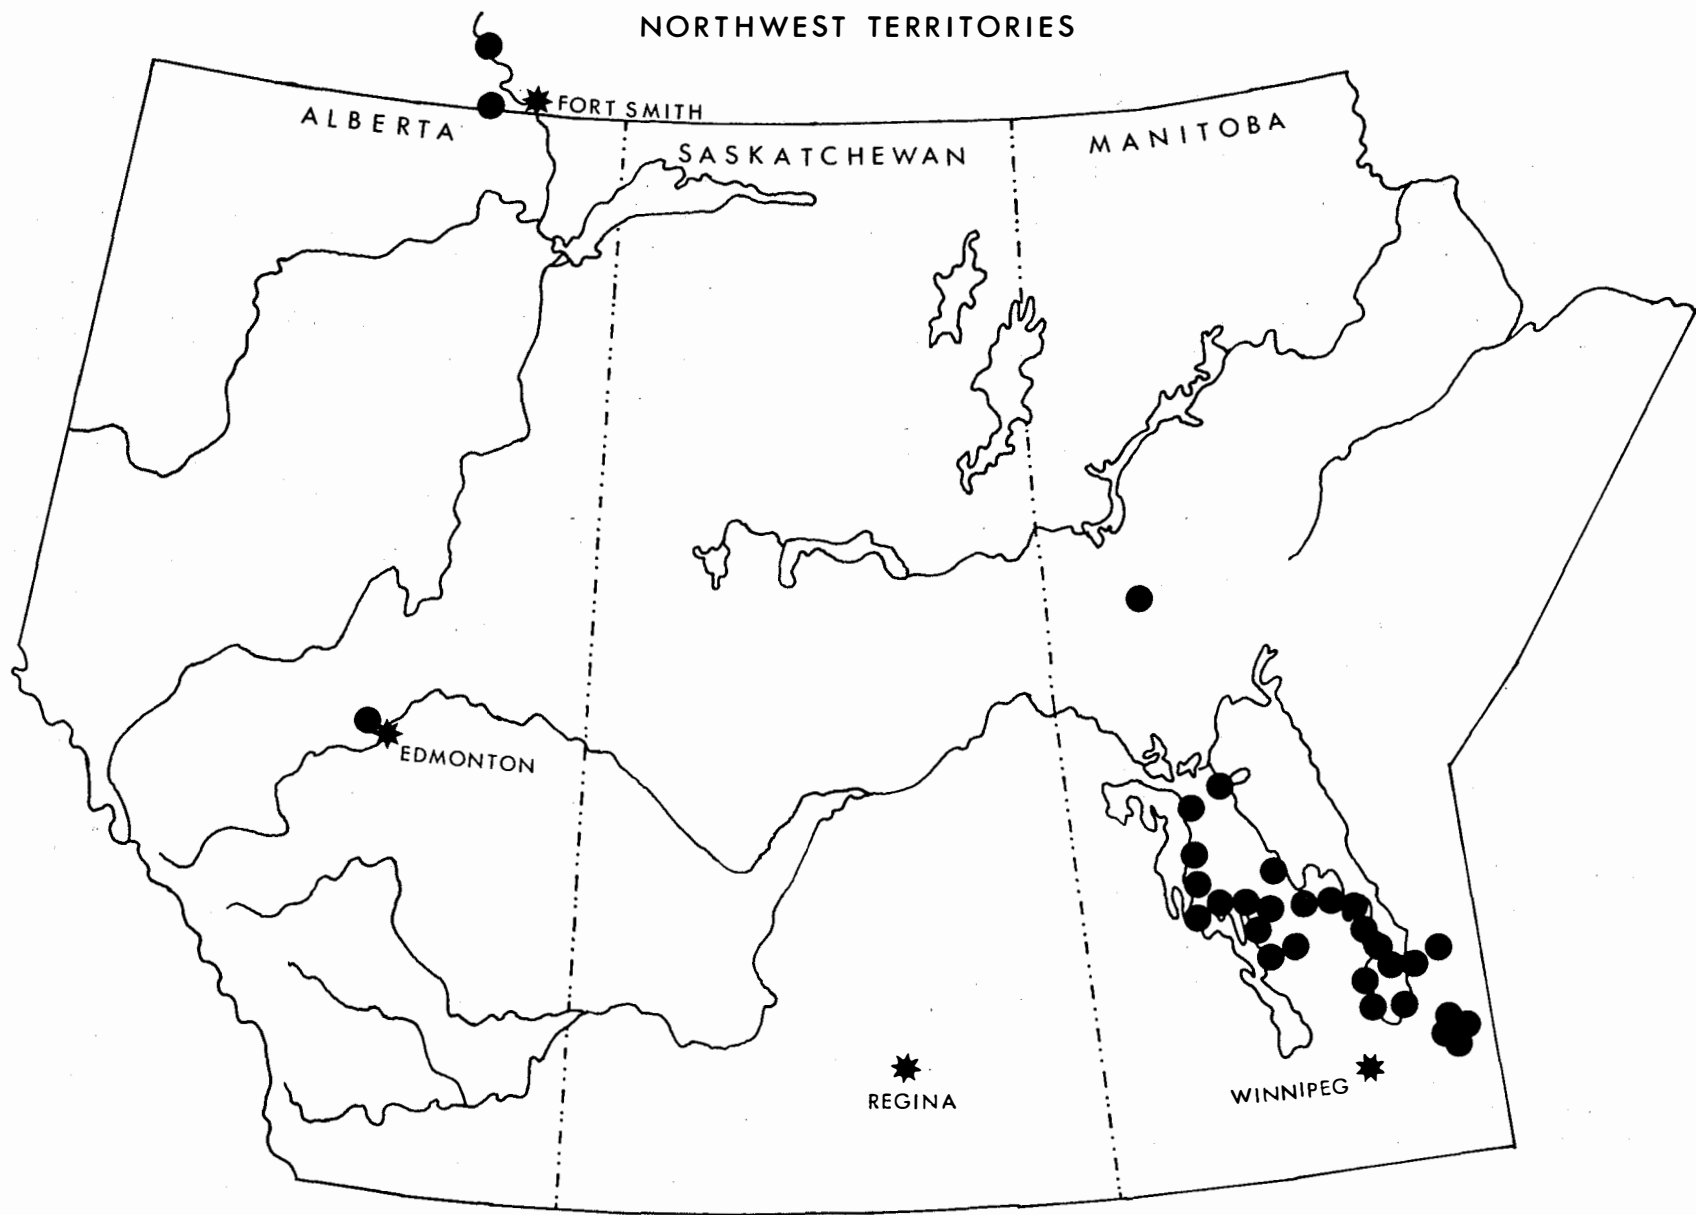 NORTHWEST TERRITORIES
FORT SMITH
ALBERTA
SASKATCHEWAN
MANITOBA
EDMONTON
REGINA
WINNIPEG